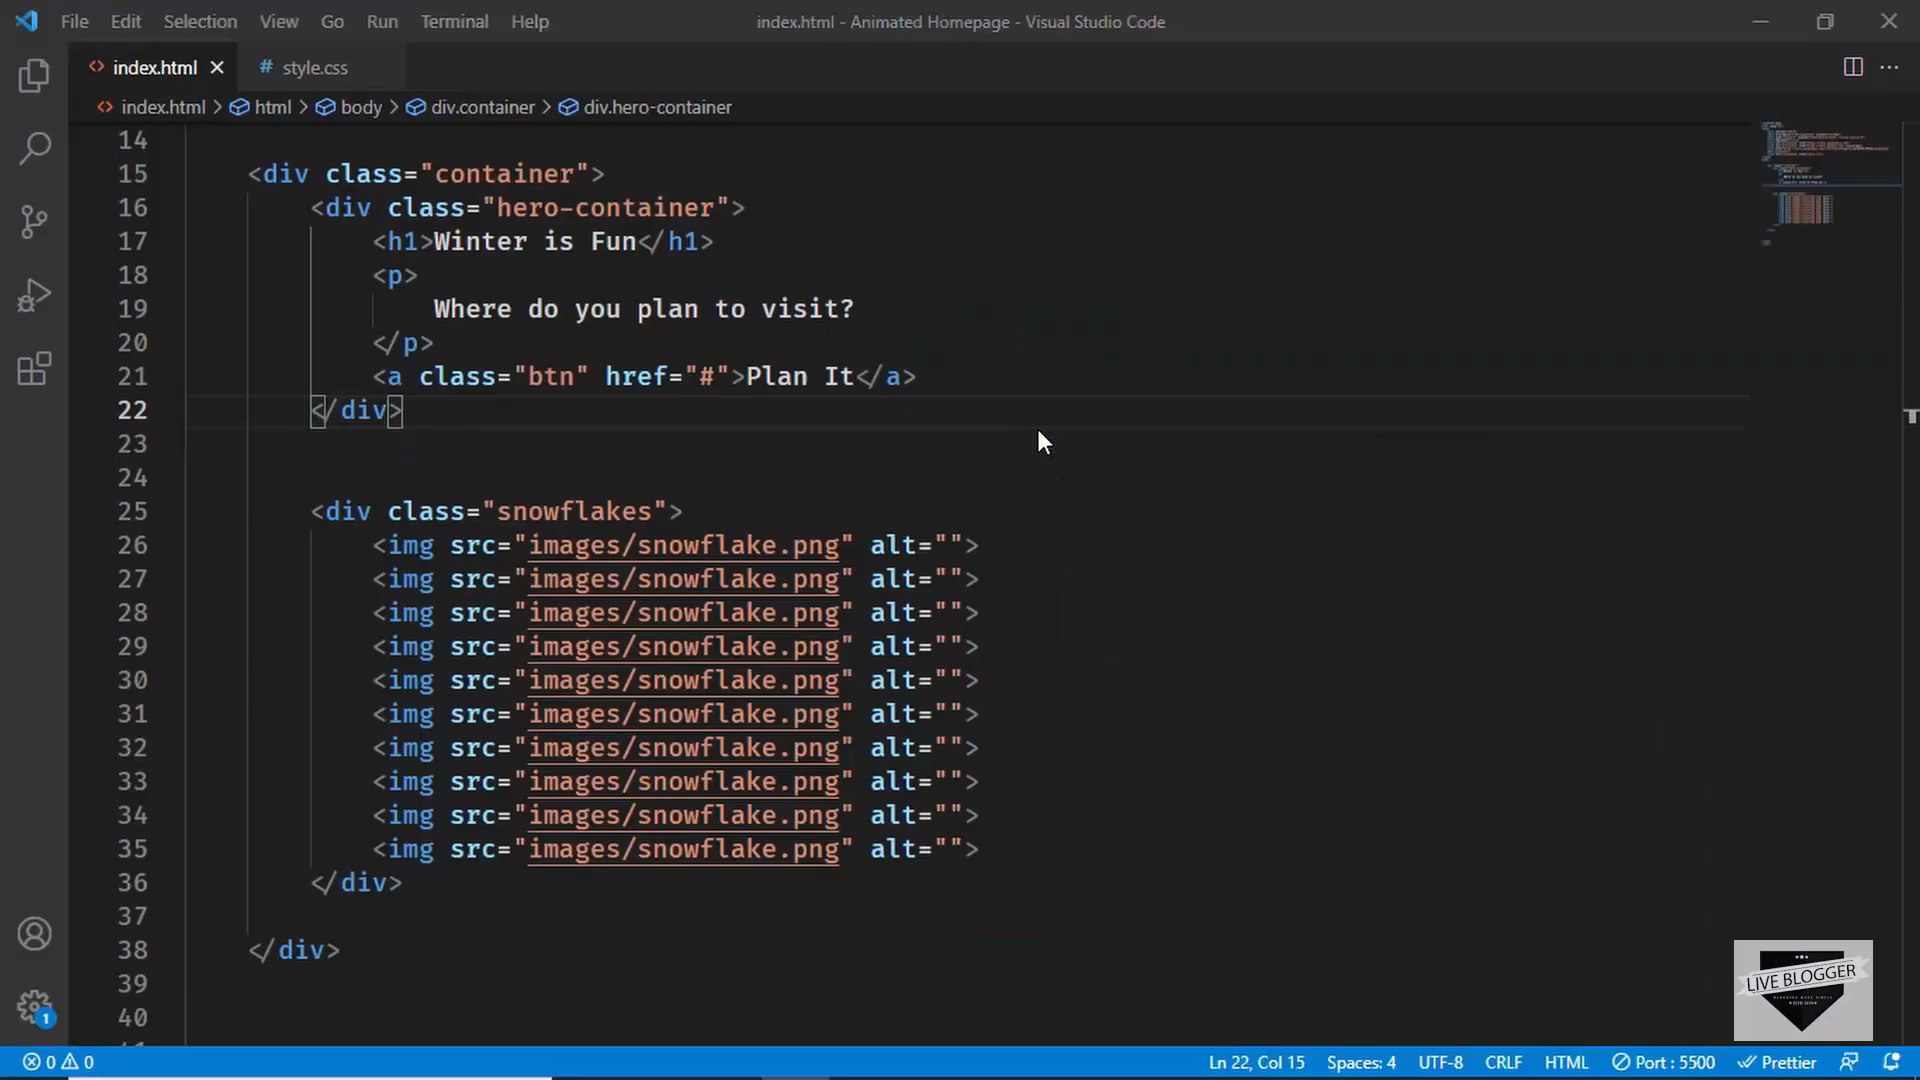 File Edit Selection View Go Run Terminal Help index.html - Animated Homepage - Visual Studio Code
index.html style.css
index.html > html > body > div.container > div.hero-container
14
15 <div class="container">
16 <div class="hero-container">
17 <h1>Winter is Fun</h1>
18 <p>
19 Where do you plan to visit?
20 </p>
21 <a class="btn" href="#">Plan It</a>
22 </div>
23
24
25 <div class="snowflakes">
26 <img src="images/snowflake.png" alt="">
27 <img src="images/snowflake.png" alt="">
28 <img src="images/snowflake.png" alt="">
29 <img src="images/snowflake.png" alt="">
30 <img src="images/snowflake.png" alt="">
31 <img src="images/snowflake.png" alt="">
32 <img src="images/snowflake.png" alt="">
33 <img src="images/snowflake.png" alt="">
34 <img src="images/snowflake.png" alt="">
35 <img src="images/snowflake.png" alt="">
36 </div>
37
38 </div>
39
40
1
LIVE BLOGGER
0 0 Ln 22, Col 15 Spaces: 4 UTF-8 CRLF HTML Port : 5500 Prettier